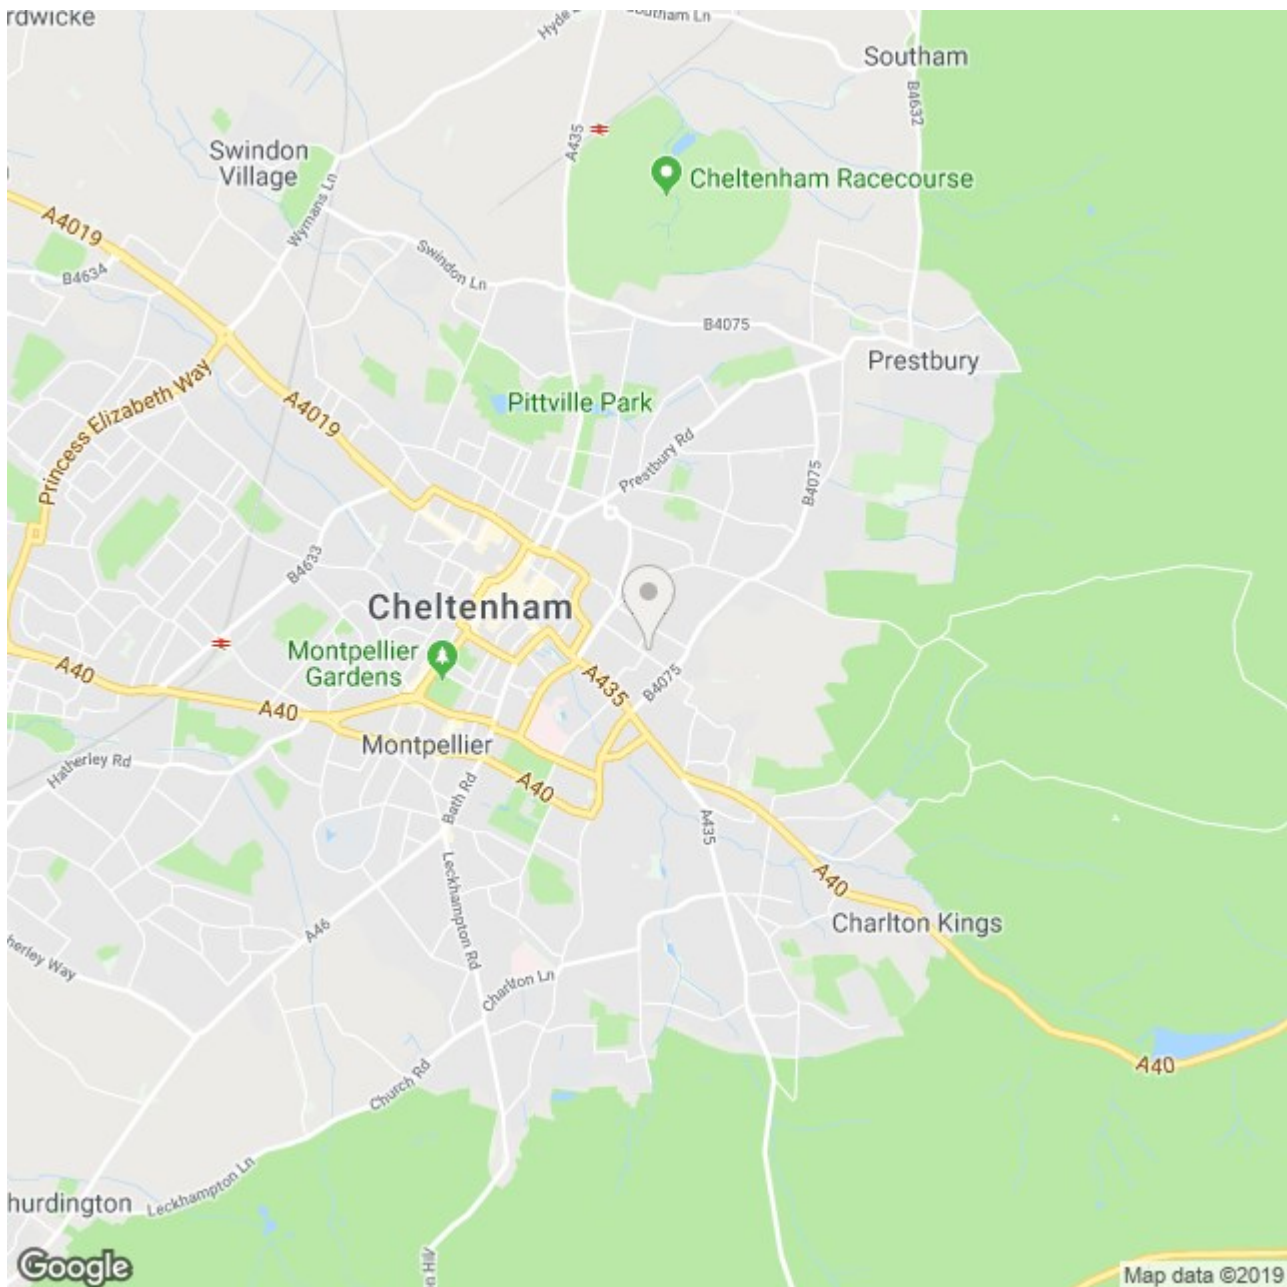 rdwicke
Hyde
outham Ln
Southam
B4632
A435
Swindon
Village
Cheltenham Racecourse
Wymans Ln
A4019
Swindon Ln
B4634
B4075
Prestbury
Princess Elizabeth Way
A4019
Pittville Park
Prestbury Rd
B4075
B4633
Cheltenham
Montpellier
Gardens
A40
A435
B4075
A40
Montpellier
Hatherley Rd
A40
Bath Rd
A435
Leckhampton Rd
A40
Charlton Kings
A46
herley Way
Charlton Ln
A40
Church Rd
Leckhampton Ln
hurdington
Google
Map data ©2019